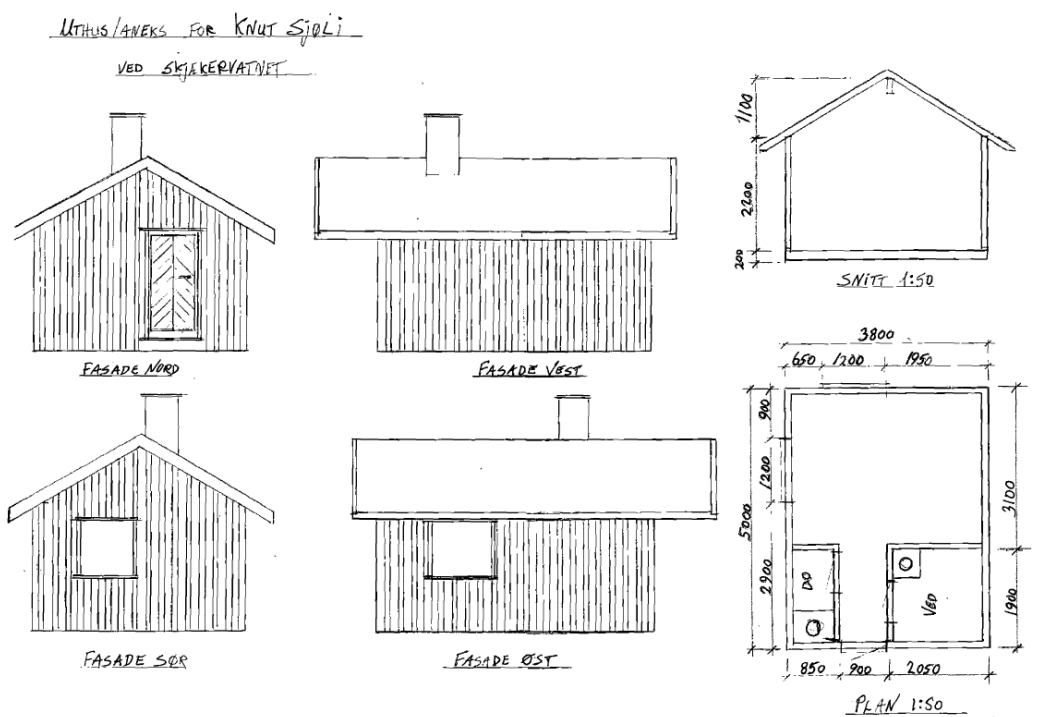 UTHUS/ANEKS FOR KNUT SJØLI
VED SKJÆKERVATNET
FASADE NORD
FASADE VEST
1100
2200
200
SNITT 1:50
FASADE SØR
FASADE ØST
3800
650 1200 1950
900
1200
2900
5000
3100
1900
DO
VED
850 900 2050
PLAN 1:50